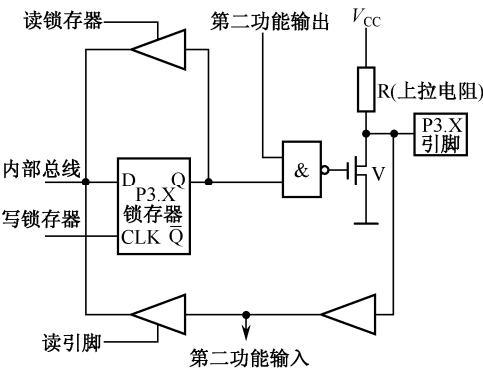 读锁存器
第二功能输出
VCC
R(上拉电阻)
P3.X
引脚
内部总线
D
Q
P3.X
锁存器
&
V
写锁存器
CLK
Q̅
读引脚
第二功能输入